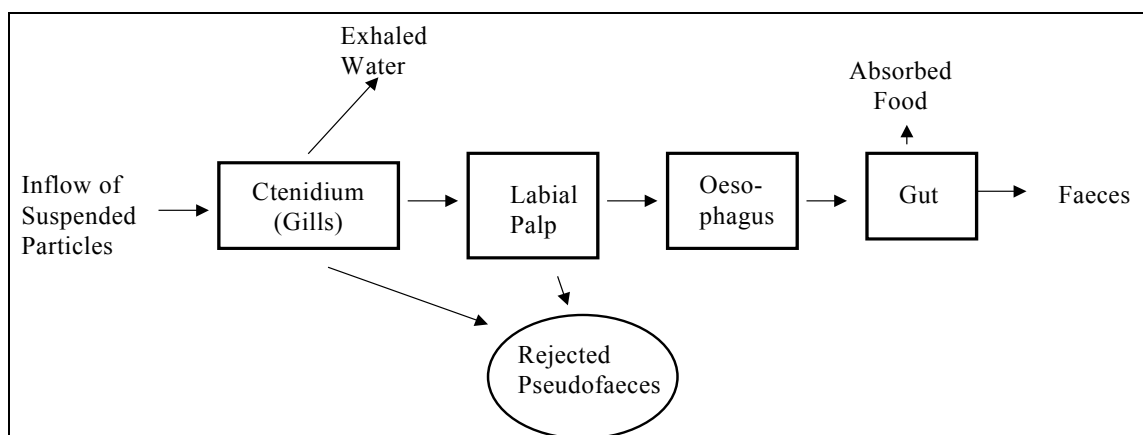 Exhaled
Water
Absorbed
Food
Inflow of
Suspended
Particles
Ctenidium
(Gills)
Labial
Palp
Oeso-
phagus
Gut
Faeces
Rejected
Pseudofaeces